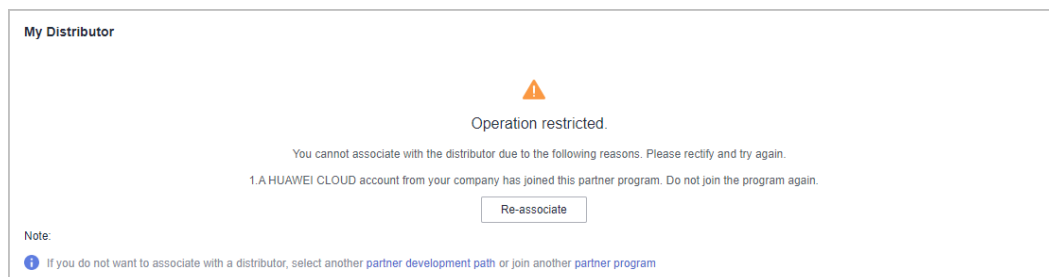 My Distributor
Operation restricted.
You cannot associate with the distributor due to the following reasons. Please rectify and try again.
1.A HUAWEI CLOUD account from your company has joined this partner program. Do not join the program again.
Re-associate
Note:
If you do not want to associate with a distributor, select another partner development path or join another partner program